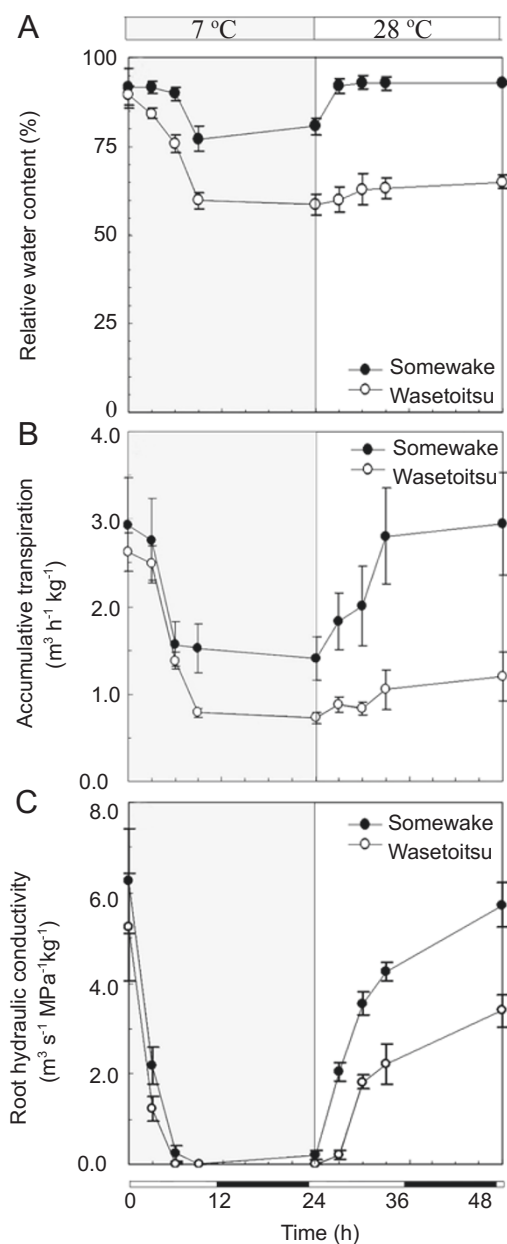 A
7 ºC 28 ºC
100
75
50
25
0
Relative water content (%)
Somewake
Wasetoitsu
B
4.0
3.0
2.0
1.0
0.0
Accumulative transpiration
(m³ h⁻¹ kg⁻¹)
Somewake
Wasetoitsu
C
8.0
6.0
4.0
2.0
0.0
Root hydraulic conductivity
(m³ s⁻¹ MPa⁻¹kg⁻¹)
Somewake
Wasetoitsu
0 12 24 36 48
Time (h)